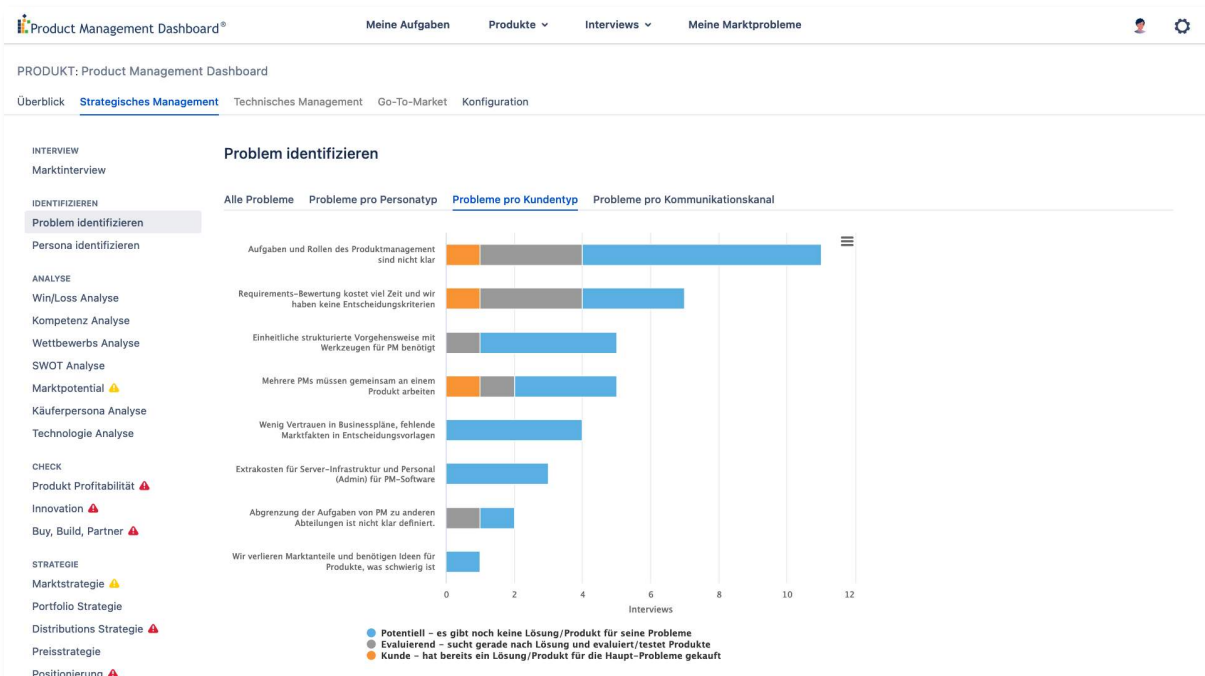 Product Management Dashboard®
Meine Aufgaben
Produkte
Interviews
Meine Marktprobleme
PRODUKT: Product Management Dashboard
Überblick
Strategisches Management
Technisches Management
Go-To-Market
Konfiguration
INTERVIEW
Marktinterview
IDENTIFIZIEREN
Problem identifizieren
Persona identifizieren
ANALYSE
Win/Loss Analyse
Kompetenz Analyse
Wettbewerbs Analyse
SWOT Analyse
Marktpotential
Käuferpersona Analyse
Technologie Analyse
CHECK
Produkt Profitabilität
Innovation
Buy, Build, Partner
STRATEGIE
Marktstrategie
Portfolio Strategie
Distributions Strategie
Preisstrategie
Positionierung
Problem identifizieren
Alle Probleme
Probleme pro Personatyp
Probleme pro Kundentyp
Probleme pro Kommunikationskanal
Aufgaben und Rollen des Produktmanagement
sind nicht klar
Requirements-Bewertung kostet viel Zeit und wir
haben keine Entscheidungskriterien
Einheitliche strukturierte Vorgehensweise mit
Werkzeugen für PM benötigt
Mehrere PMs müssen gemeinsam an einem
Produkt arbeiten
Wenig Vertrauen in Businesspläne, fehlende
Marktfakten in Entscheidungsvorlagen
Extrakosten für Server-Infrastruktur und Personal
(Admin) für PM-Software
Abgrenzung der Aufgaben von PM zu anderen
Abteilungen ist nicht klar definiert.
Wir verlieren Marktanteile und benötigen Ideen für
Produkte, was schwierig ist
0 2 4 6 8 10 12
Interviews
Potentiell – es gibt noch keine Lösung/Produkt für seine Probleme
Evaluierend – sucht gerade nach Lösung und evaluiert/testet Produkte
Kunde – hat bereits ein Lösung/Produkt für die Haupt-Probleme gekauft